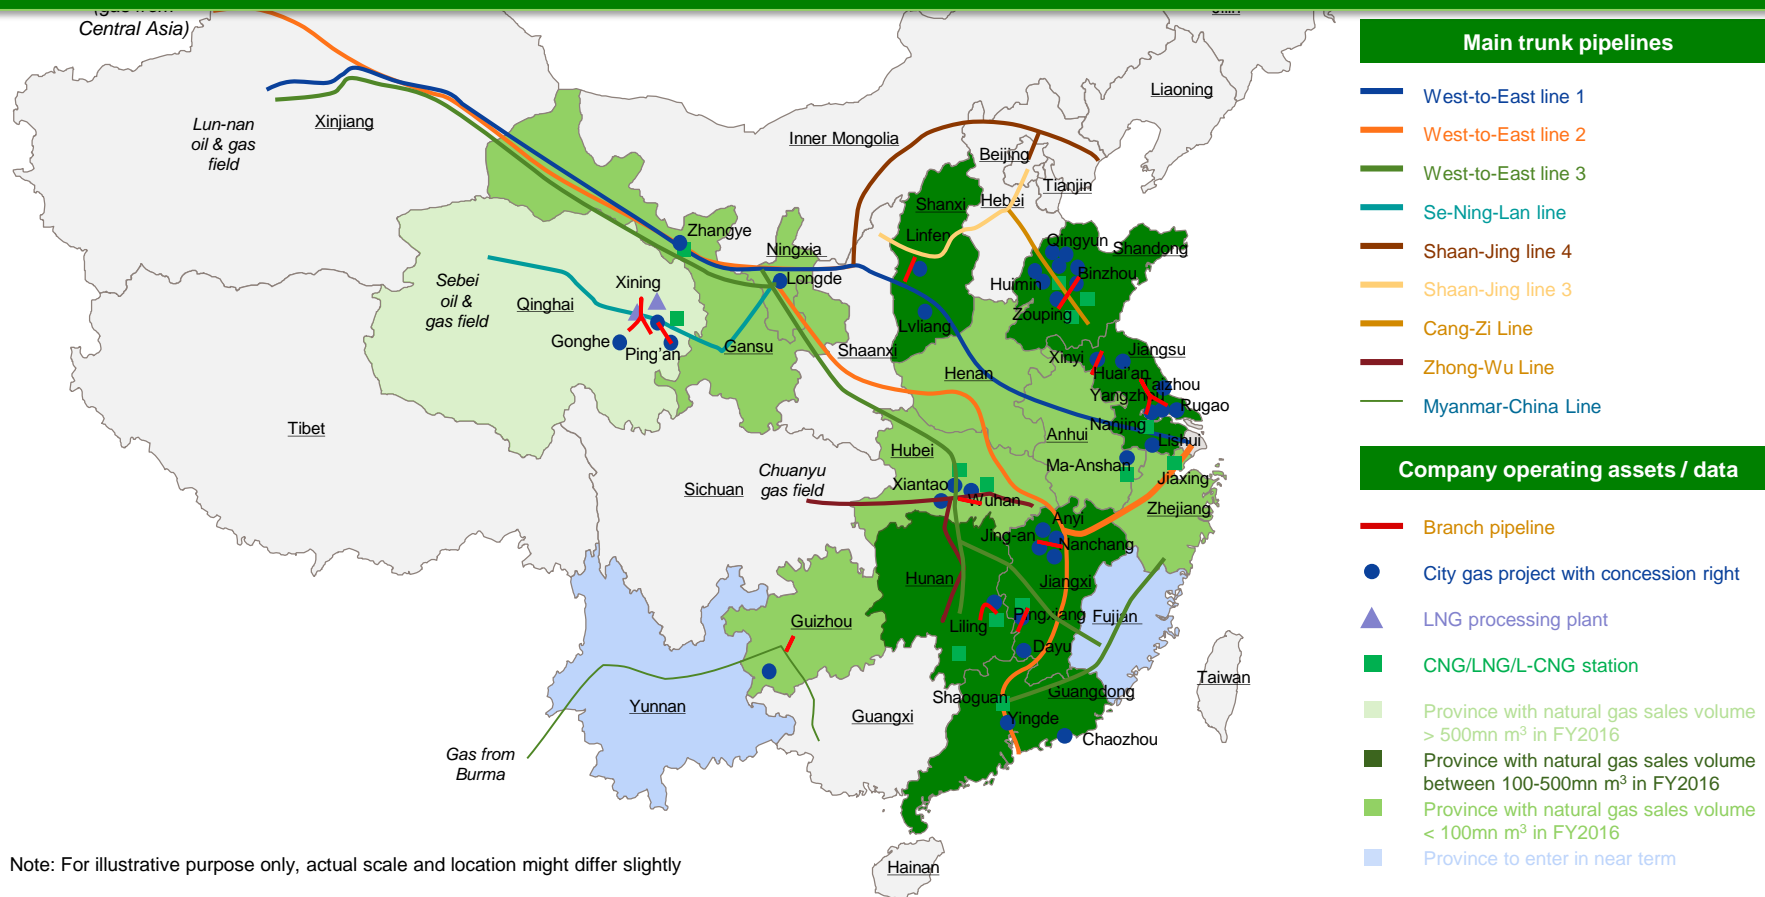 (gas from
Central Asia)
Jilin
Liaoning
Lun-nan
oil & gas
field
Xinjiang
Inner Mongolia
Beijing
Tianjin
Hebei
Shanxi
Linfen
Zhangye
Ningxia
Longde
Qingyun
Shandong
Binzhou
Huimin
Zouping
Sebei
oil &
gas field
Xining
Qinghai
Gonghe
Ping'an
Gansu
Shaanxi
Lvliang
Henan
Xinyi
Jiangsu
Huai'an
Taizhou
Yangzhou
Rugao
Nanjing
Lishui
Anhui
Ma-Anshan
Jiaxing
Zhejiang
Tibet
Sichuan
Chuanyu
gas field
Hubei
Xiantao
Wuhan
Anyi
Jing-an
Nanchang
Hunan
Jiangxi
Liling
Pingxiang
Fujian
Dayu
Guizhou
Yunnan
Guangxi
Shaoguan
Guangdong
Yingde
Chaozhou
Taiwan
Hainan
Gas from
Burma
Note: For illustrative purpose only, actual scale and location might differ slightly
Main trunk pipelines
West-to-East line 1
West-to-East line 2
West-to-East line 3
Se-Ning-Lan line
Shaan-Jing line 4
Shaan-Jing line 3
Cang-Zi Line
Zhong-Wu Line
Myanmar-China Line
Company operating assets / data
Branch pipeline
City gas project with concession right
LNG processing plant
CNG/LNG/L-CNG station
Province with natural gas sales volume
> 500mn m³ in FY2016
Province with natural gas sales volume
between 100-500mn m³ in FY2016
Province with natural gas sales volume
< 100mn m³ in FY2016
Province to enter in near term